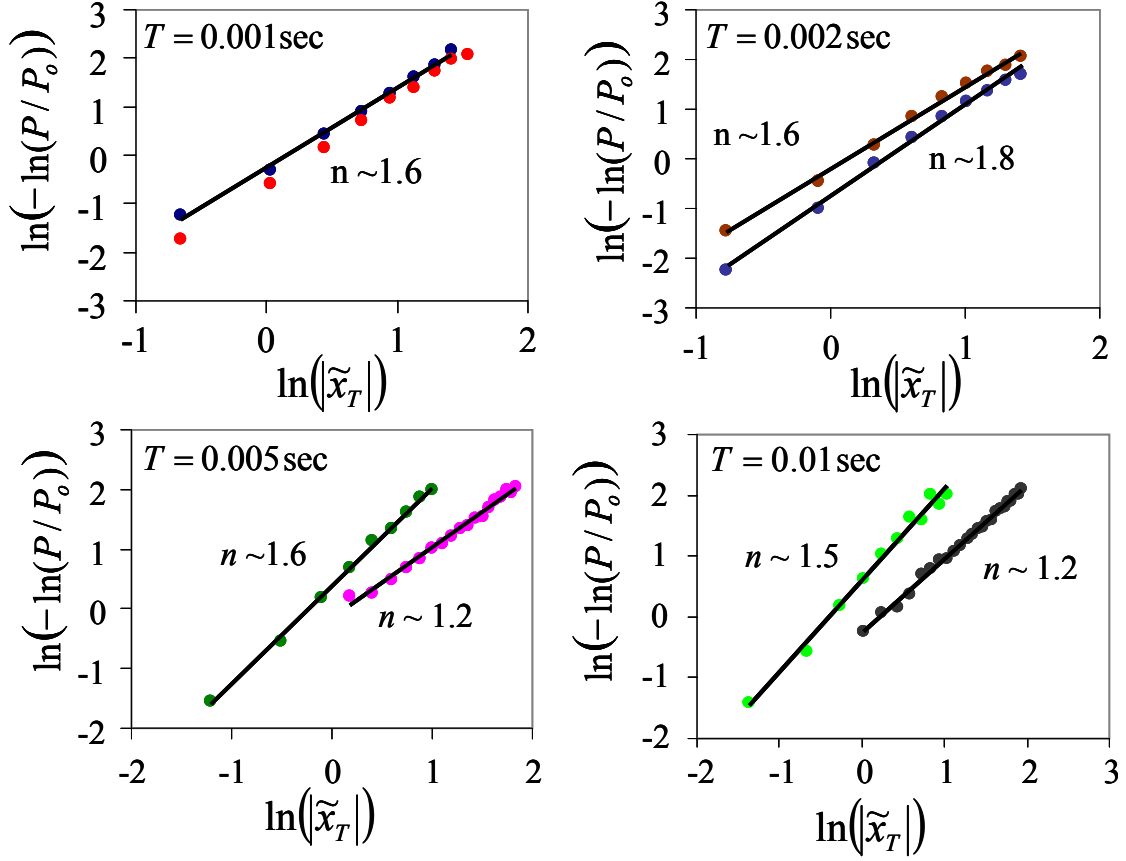 T = 0.001sec
ln(−ln(P / Pₒ))
3
2
1
0
-1
-2
-3
n ~1.6
-1 0 1 2
ln(|x̃_T|)
T = 0.002sec
ln(−ln(P / Pₒ))
3
2
1
0
-1
-2
-3
n ~1.6
n ~1.8
-1 0 1 2
ln(|x̃_T|)
T = 0.005sec
ln(−ln(P / Pₒ))
3
2
1
0
-1
-2
n ~1.6
n ~ 1.2
-2 -1 0 1 2
ln(|x̃_T|)
T = 0.01sec
ln(−ln(P / Pₒ))
3
2
1
0
-1
-2
n ~ 1.5
n ~ 1.2
-2 -1 0 1 2 3
ln(|x̃_T|)